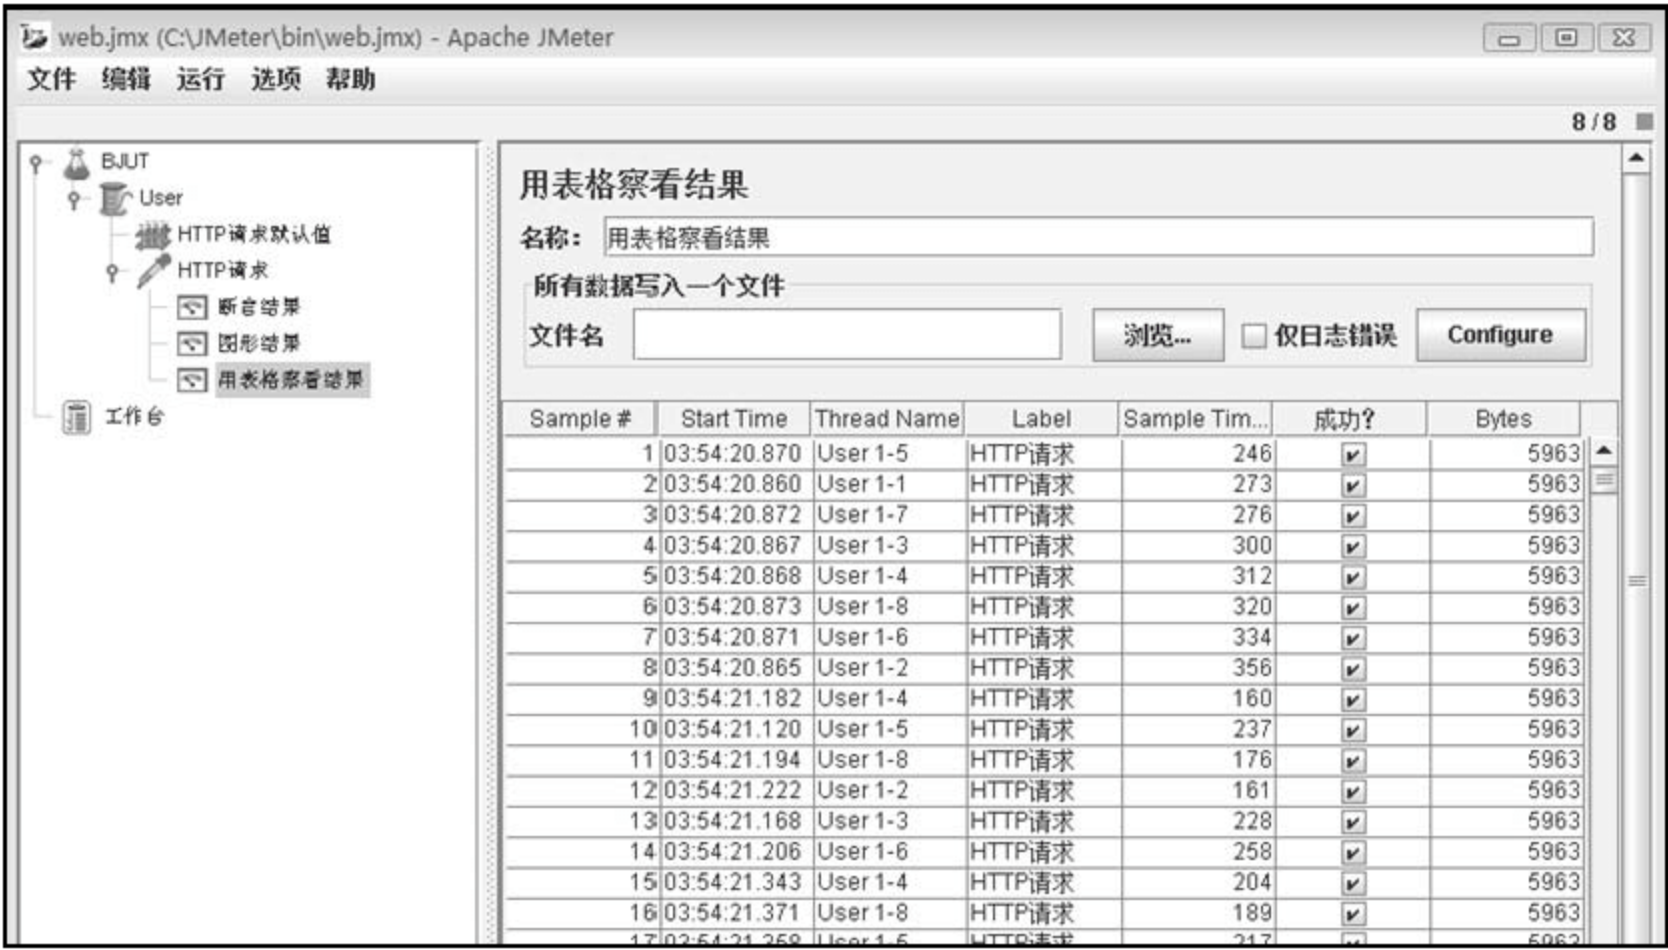 web.jmx (C:\JMeter\bin\web.jmx) - Apache JMeter
文件 编辑 运行 选项 帮助
8 / 8
BJUT
User
HTTP请求默认值
HTTP请求
断言结果
图形结果
用表格察看结果
工作台
用表格察看结果
名称： 用表格察看结果
所有数据写入一个文件
文件名 浏览... 仅日志错误 Configure
Sample # Start Time Thread Name Label Sample Tim... 成功? Bytes
1 03:54:20.870 User 1-5 HTTP请求 246 5963
2 03:54:20.860 User 1-1 HTTP请求 273 5963
3 03:54:20.872 User 1-7 HTTP请求 276 5963
4 03:54:20.867 User 1-3 HTTP请求 300 5963
5 03:54:20.868 User 1-4 HTTP请求 312 5963
6 03:54:20.873 User 1-8 HTTP请求 320 5963
7 03:54:20.871 User 1-6 HTTP请求 334 5963
8 03:54:20.865 User 1-2 HTTP请求 356 5963
9 03:54:21.182 User 1-4 HTTP请求 160 5963
10 03:54:21.120 User 1-5 HTTP请求 237 5963
11 03:54:21.194 User 1-8 HTTP请求 176 5963
12 03:54:21.222 User 1-2 HTTP请求 161 5963
13 03:54:21.168 User 1-3 HTTP请求 228 5963
14 03:54:21.206 User 1-6 HTTP请求 258 5963
15 03:54:21.343 User 1-4 HTTP请求 204 5963
16 03:54:21.371 User 1-8 HTTP请求 189 5963
17 03:54:21.358 User 1-5 HTTP请求 217 5963